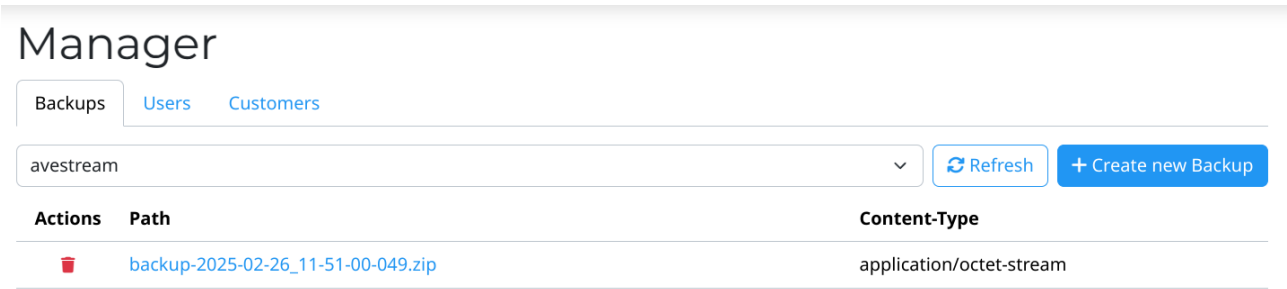 Manager
Backups Users Customers
avestream Refresh + Create new Backup
Actions Path Content-Type
backup-2025-02-26_11-51-00-049.zip application/octet-stream